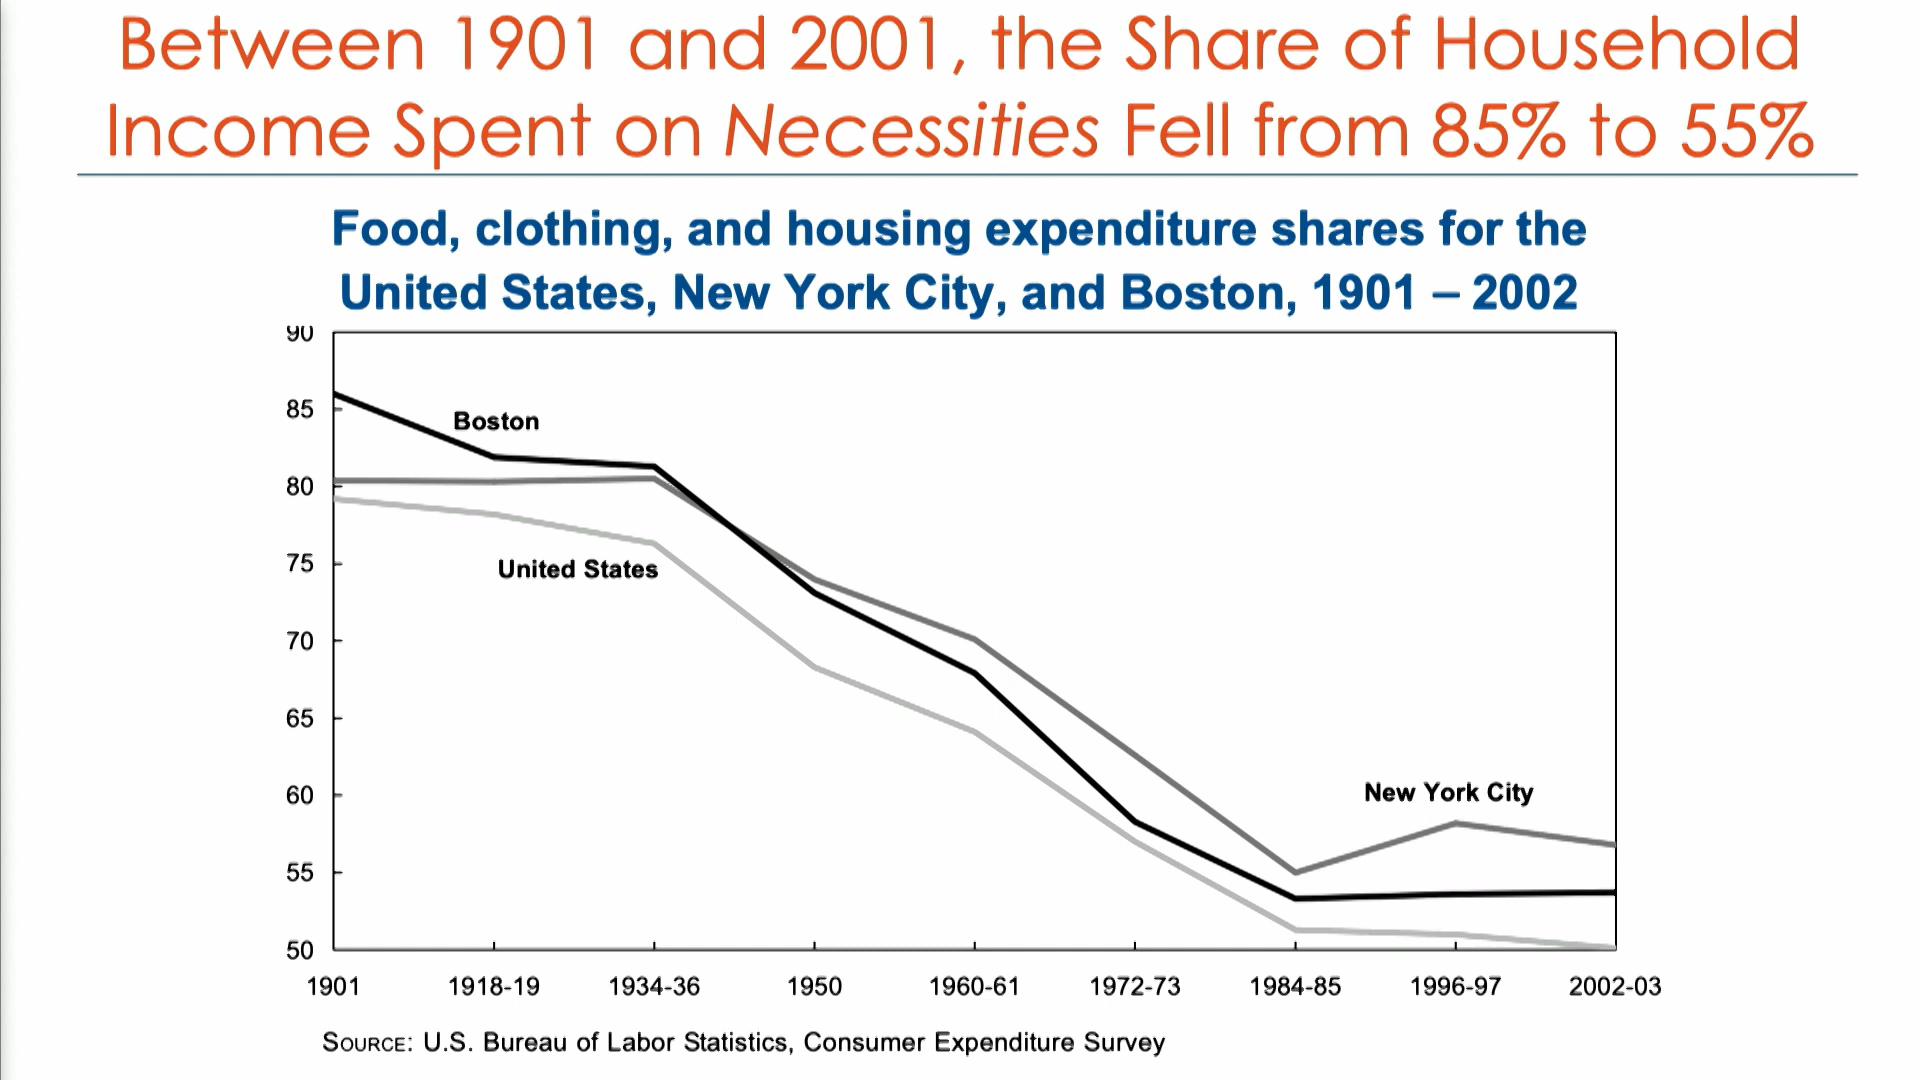 Between 1901 and 2001, the Share of Household
Income Spent on Necessities Fell from 85% to 55%
Food, clothing, and housing expenditure shares for the
United States, New York City, and Boston, 1901 – 2002
90
85
80
75
70
65
60
55
50
Boston
United States
New York City
1901 1918-19 1934-36 1950 1960-61 1972-73 1984-85 1996-97 2002-03
SOURCE: U.S. Bureau of Labor Statistics, Consumer Expenditure Survey